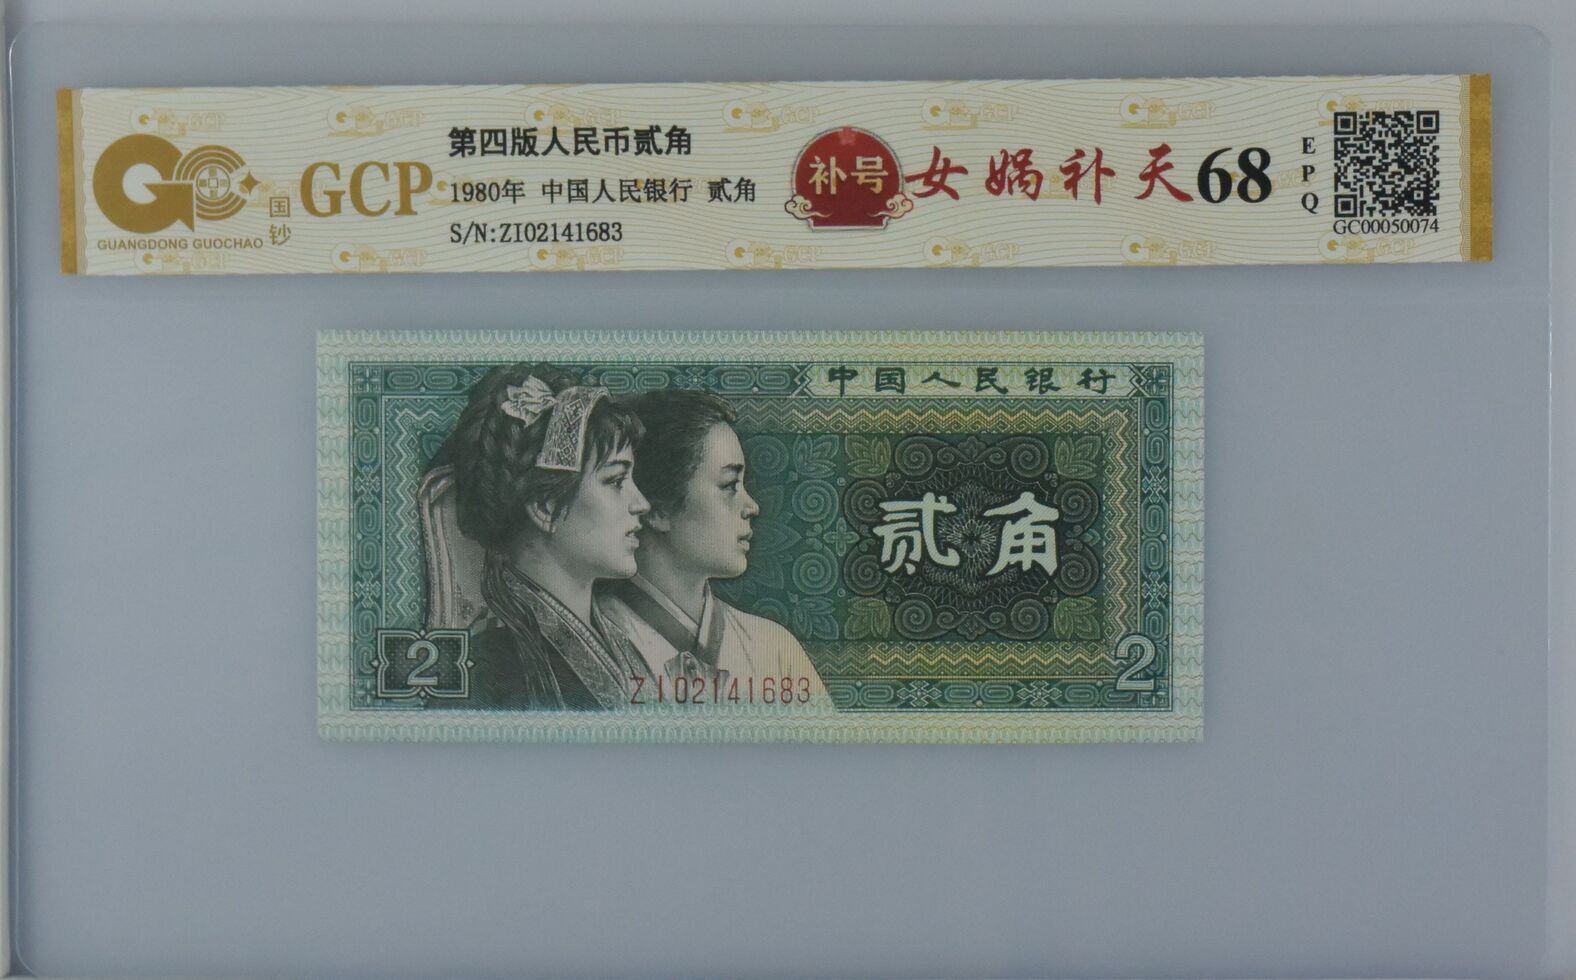 GUANGDONG GUOCHAO
国钞
GCP
第四版人民币贰角
1980年 中国人民银行 贰角
S/N:ZI02141683
补号
女娲补天
68
EPQ
GC00050074
中国人民银行
贰角
2
2
ZI02141683